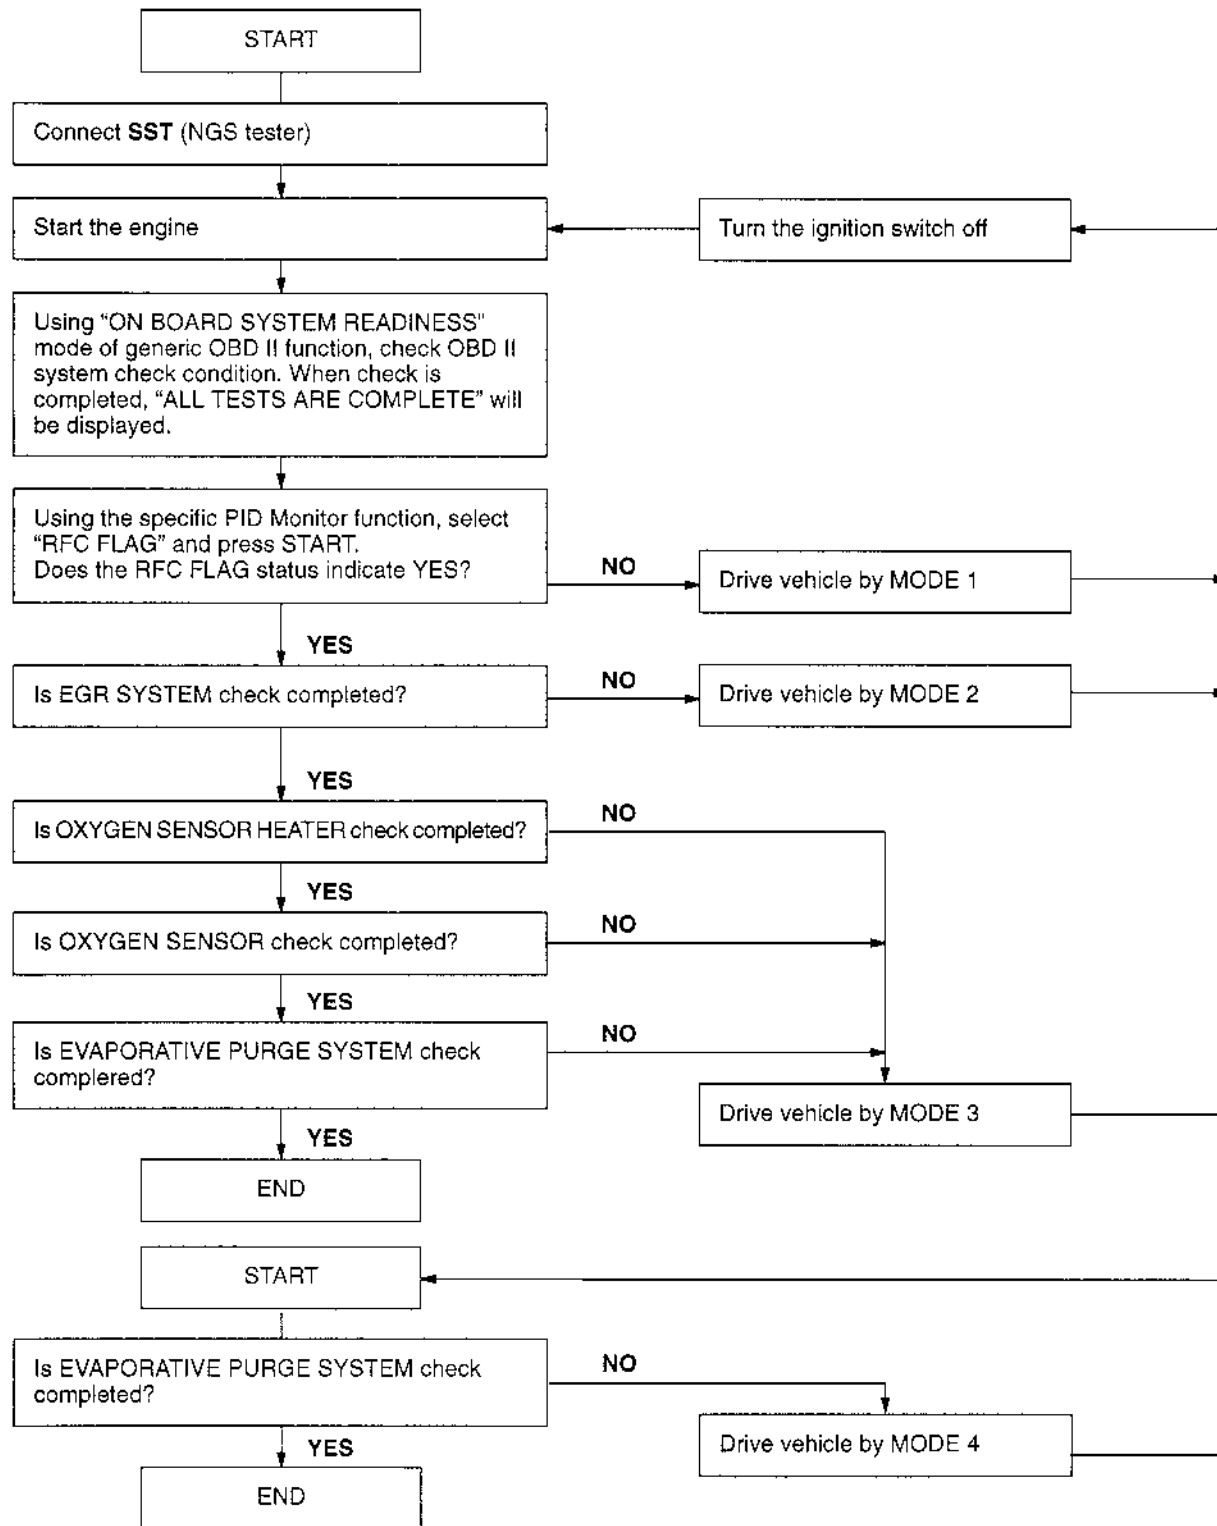 START
Connect SST (NGS tester)
Start the engine
Turn the ignition switch off
Using “ON BOARD SYSTEM READINESS”
mode of generic OBD II function, check OBD II
system check condition. When check is
completed, “ALL TESTS ARE COMPLETE” will
be displayed.
Using the specific PID Monitor function, select
“RFC FLAG” and press START.
Does the RFC FLAG status indicate YES?
NO
Drive vehicle by MODE 1
YES
Is EGR SYSTEM check completed?
NO
Drive vehicle by MODE 2
YES
Is OXYGEN SENSOR HEATER check completed?
NO
YES
Is OXYGEN SENSOR check completed?
NO
YES
Is EVAPORATIVE PURGE SYSTEM check
complered?
NO
Drive vehicle by MODE 3
YES
END
START
Is EVAPORATIVE PURGE SYSTEM check
completed?
NO
Drive vehicle by MODE 4
YES
END